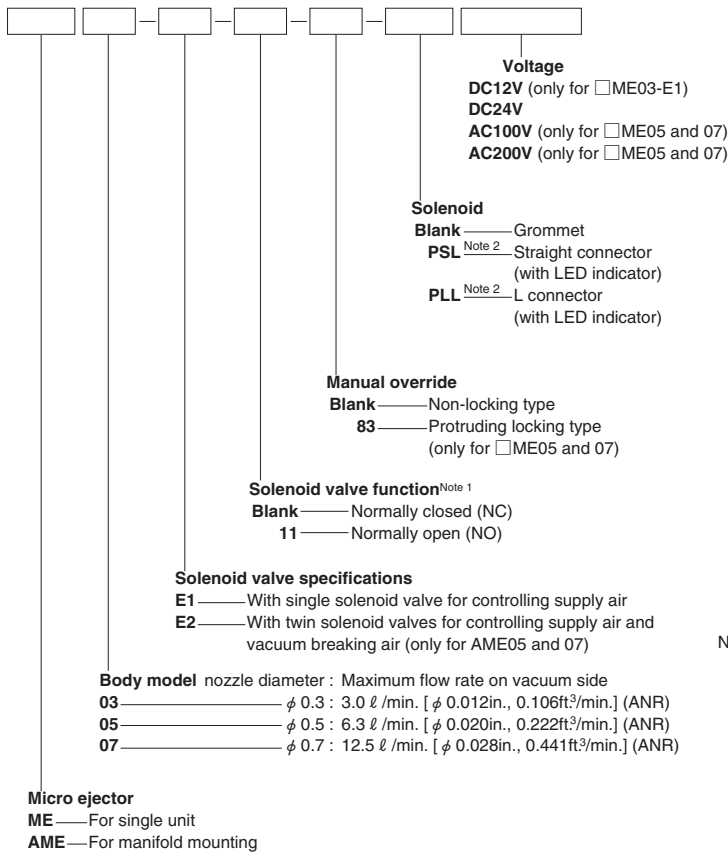 Voltage
DC12V (only for □ME03-E1)
DC24V
AC100V (only for □ME05 and 07)
AC200V (only for □ME05 and 07)
Solenoid
Blank Grommet
PSL Note 2 Straight connector
(with LED indicator)
PLL Note 2 L connector
(with LED indicator)
Manual override
Blank Non-locking type
83 Protruding locking type
(only for □ME05 and 07)
Solenoid valve function Note 1
Blank Normally closed (NC)
11 Normally open (NO)
Solenoid valve specifications
E1 With single solenoid valve for controlling supply air
E2 With twin solenoid valves for controlling supply air and
vacuum breaking air (only for AME05 and 07)
N
Body model nozzle diameter : Maximum flow rate on vacuum side
03 φ 0.3 : 3.0 ℓ /min. [ φ 0.012in., 0.106ft³/min.] (ANR)
05 φ 0.5 : 6.3 ℓ /min. [ φ 0.020in., 0.222ft³/min.] (ANR)
07 φ 0.7 : 12.5 ℓ /min. [ φ 0.028in., 0.441ft³/min.] (ANR)
Micro ejector
ME For single unit
AME For manifold mounting